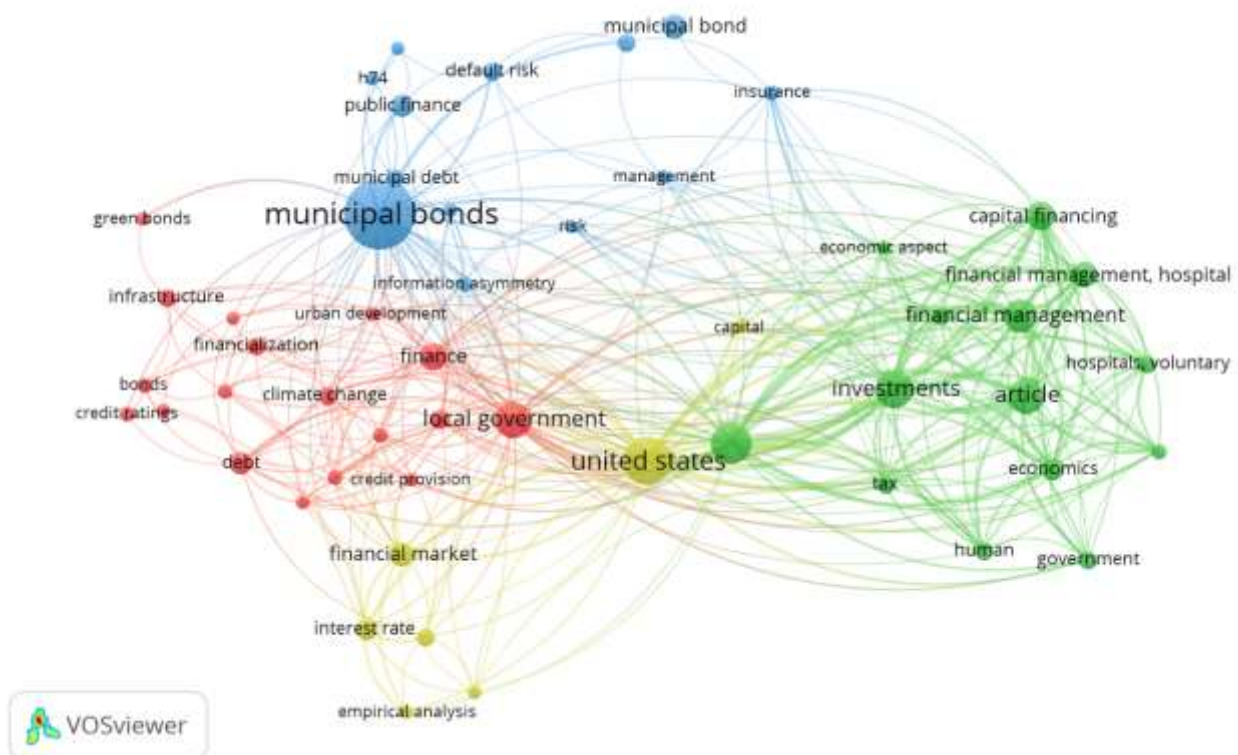 municipal bond
default risk
h74
insurance
public finance
municipal debt
management
municipal bonds
green bonds
capital financing
risk
economic aspect
financial management, hospital
information asymmetry
infrastructure
urban development
financial management
capital
financialization
finance
hospitals, voluntary
bonds
investments
climate change
article
credit ratings
local government
united states
debt
economics
credit provision
tax
financial market
human
government
interest rate
empirical analysis
VOSviewer